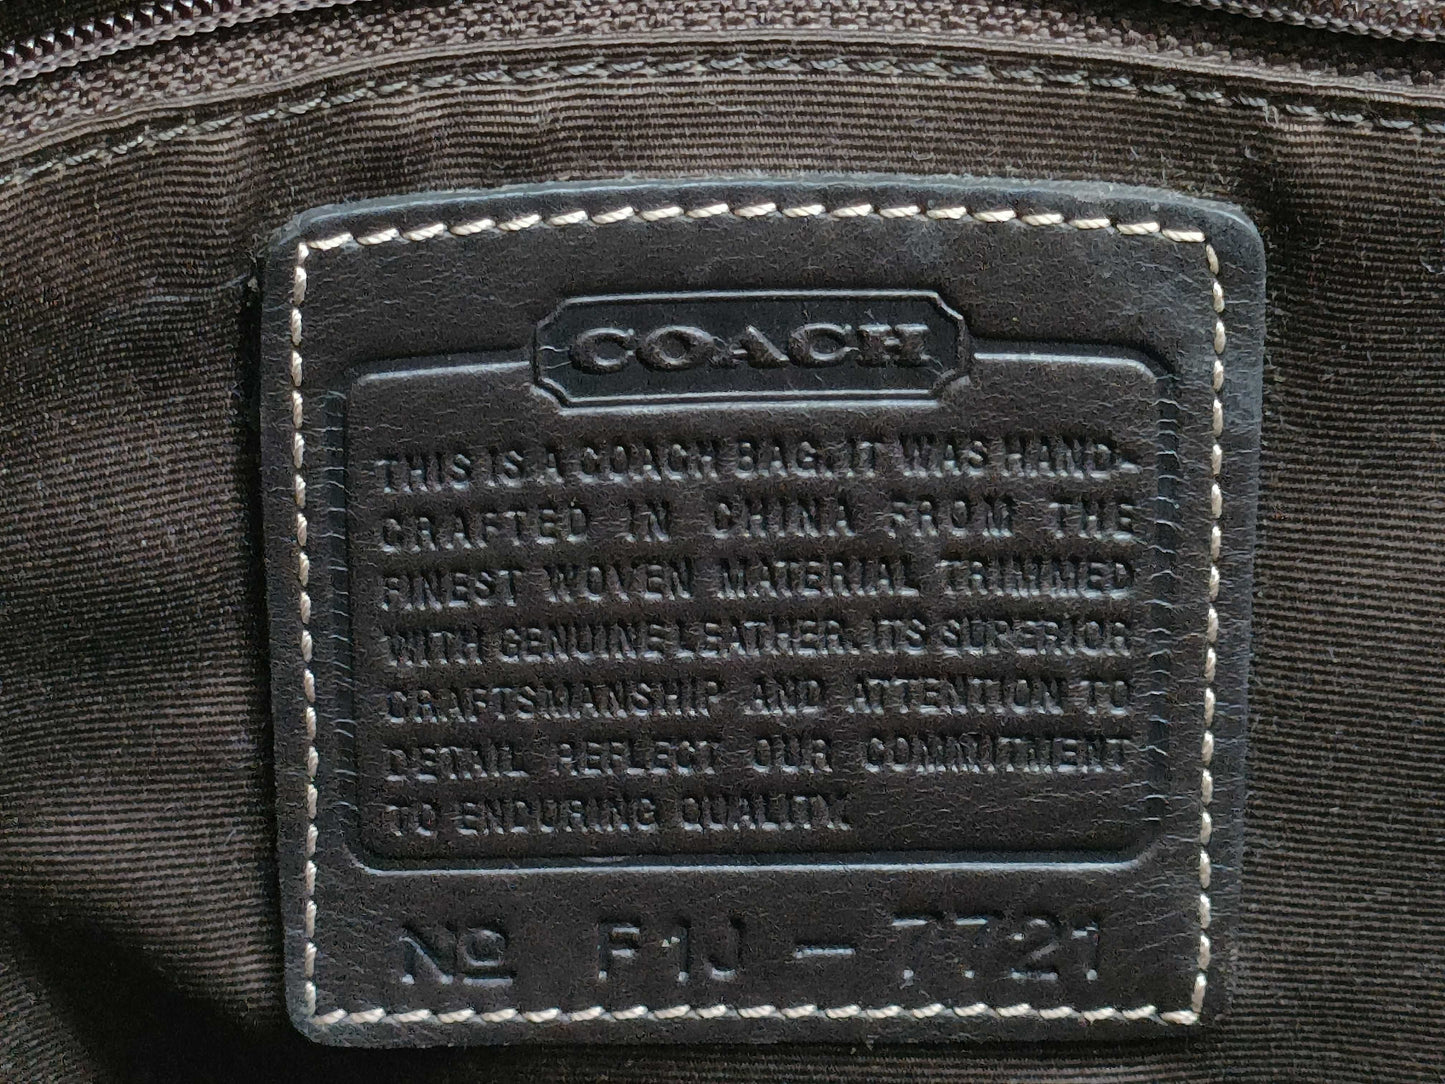 COACH
THIS IS A COACH BAG. IT WAS HAND-
CRAFTED IN CHINA FROM THE
FINEST WOVEN MATERIAL TRIMMED
WITH GENUINE LEATHER. ITS SUPERIOR
CRAFTSMANSHIP AND ATTENTION TO
DETAIL REFLECT OUR COMMITMENT
TO ENDURING QUALITY.
No F1J-7721